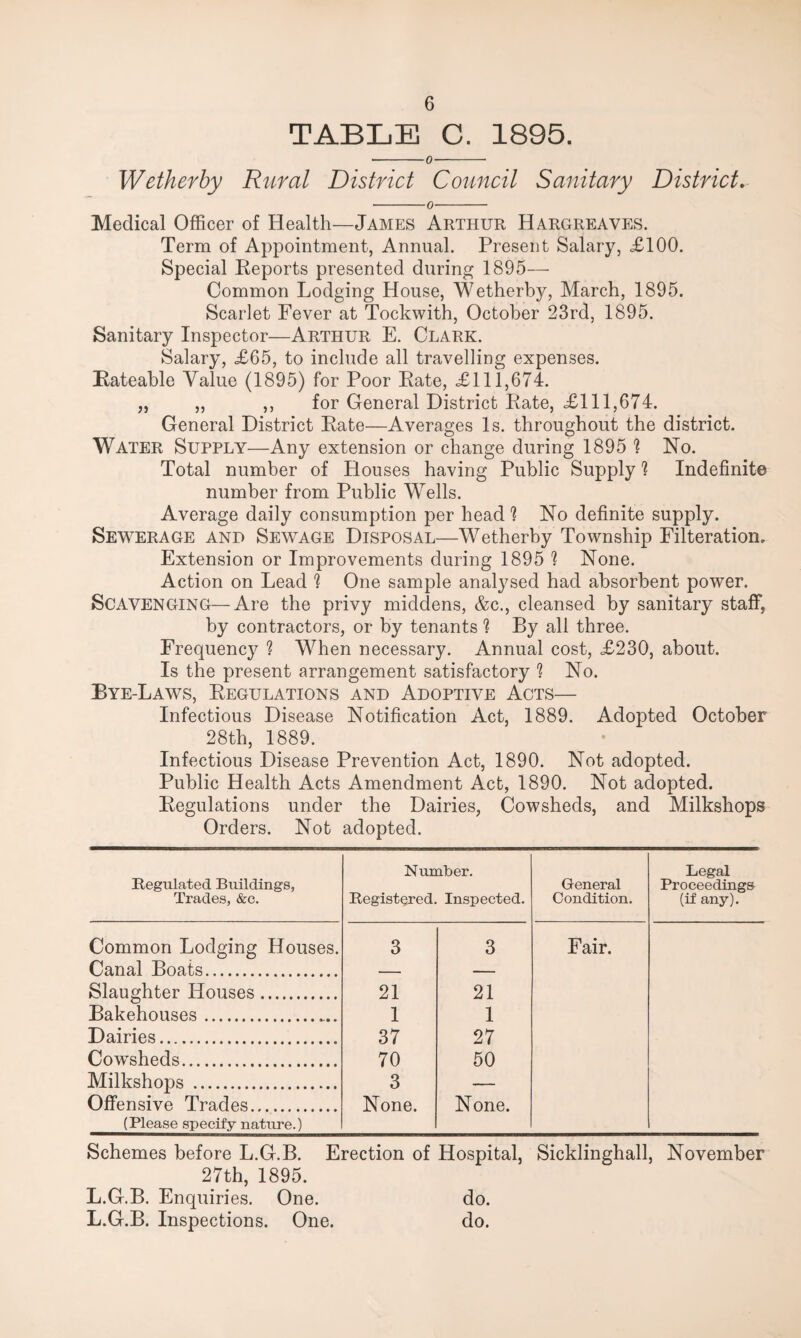 6
TABLE C. 1895.
o
Wetherby Rural District Council Sanitary District.
o
Medical Officer of Health—James Arthur Hargreaves.
Term of Appointment, Annual. Present Salary, £100.
Special Reports presented during 1895—
Common Lodging House, Wetherby, March, 1895.
Scarlet Fever at Tockwith, October 23rd, 1895.
Sanitary Inspector—Arthur E. Clark.
Salary, £65, to include all travelling expenses.
Rateable Value (1895) for Poor Rate, £111,674.
„ „ ,, for General District Rate, £111,674.
General District Rate—Averages 1s. throughout the district.
Water Supply—Any extension or change during 1895 ? No.
Total number of Houses having Public Supply ? Indefinite
number from Public Wells.
Average daily consumption per head ? No definite supply.
Sewerage and Sewage Disposal—Wetherby Township Filteration.
Extension or Improvements during 1895 ? None.
Action on Lead ? One sample analysed had absorbent power.
Scavenging—Are the privy middens, &c., cleansed by sanitary staff,
by contractors, or by tenants ? By all three.
Frequency ? When necessary. Annual cost, £230, about.
Is the present arrangement satisfactory ? No.
Bye-Laws, Regulations and Adoptive Acts—
Infectious Disease Notification Act, 1889. Adopted October
28th, 1889.
Infectious Disease Prevention Act, 1890. Not adopted.
Public Health Acts Amendment Act, 1890. Not adopted.
Regulations under the Dairies, Cowsheds, and Milkshops
Orders. Not adopted.
Regulated Buildings, Trades, &c. | Number. Registered. Inspected. | General Condition. | Legal Proceedings (if any).
Common Lodging Houses. 3 3 Fair.
Canal Boats.................... — —
Slaughter Houses ........... 21 21
Bakehouses .................... 1 1
Dairies........................... 37 27
Cowsheds........................ 70 50
Milkshops ...................... 3 —
Offensive Trades............. None. None.
(Please specify nature.)
Schemes before L.G.B. Erection of Hospital, Sicklinghall, November
27th, 1895.
L.G.B. Enquiries. One. do.
L.G.B. Inspections. One. do.